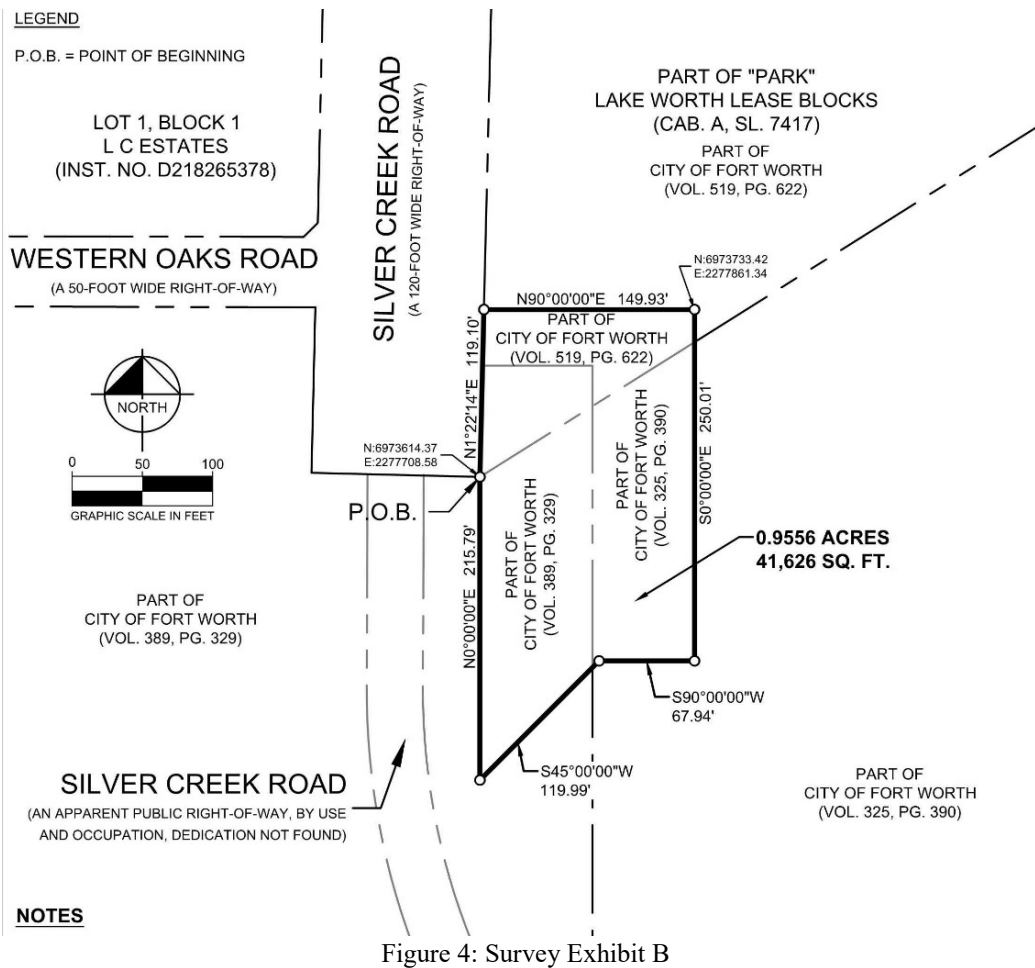 LEGEND
P.O.B. = POINT OF BEGINNING
LOT 1, BLOCK 1
L C ESTATES
(INST. NO. D218265378)
SILVER CREEK ROAD
(A 120-FOOT WIDE RIGHT-OF-WAY)
PART OF "PARK"
LAKE WORTH LEASE BLOCKS
(CAB. A, SL. 7417)
PART OF
CITY OF FORT WORTH
(VOL. 519, PG. 622)
WESTERN OAKS ROAD
(A 50-FOOT WIDE RIGHT-OF-WAY)
N:6973733.42
E:2277861.34
N90°00'00"E 149.93'
PART OF
CITY OF FORT WORTH
(VOL. 519, PG. 622)
N1°22'14"E 119.10'
NORTH
0 50 100
GRAPHIC SCALE IN FEET
N:6973614.37
E:2277708.58
P.O.B.
PART OF
CITY OF FORT WORTH
(VOL. 325, PG. 390)
S0°00'00"E 250.01'
PART OF
CITY OF FORT WORTH
(VOL. 389, PG. 329)
N0°00'00"E 215.79'
0.9556 ACRES
41,626 SQ. FT.
PART OF
CITY OF FORT WORTH
(VOL. 389, PG. 329)
S90°00'00"W
67.94'
S45°00'00"W
119.99'
SILVER CREEK ROAD
(AN APPARENT PUBLIC RIGHT-OF-WAY, BY USE
AND OCCUPATION, DEDICATION NOT FOUND)
PART OF
CITY OF FORT WORTH
(VOL. 325, PG. 390)
NOTES
Figure 4: Survey Exhibit B